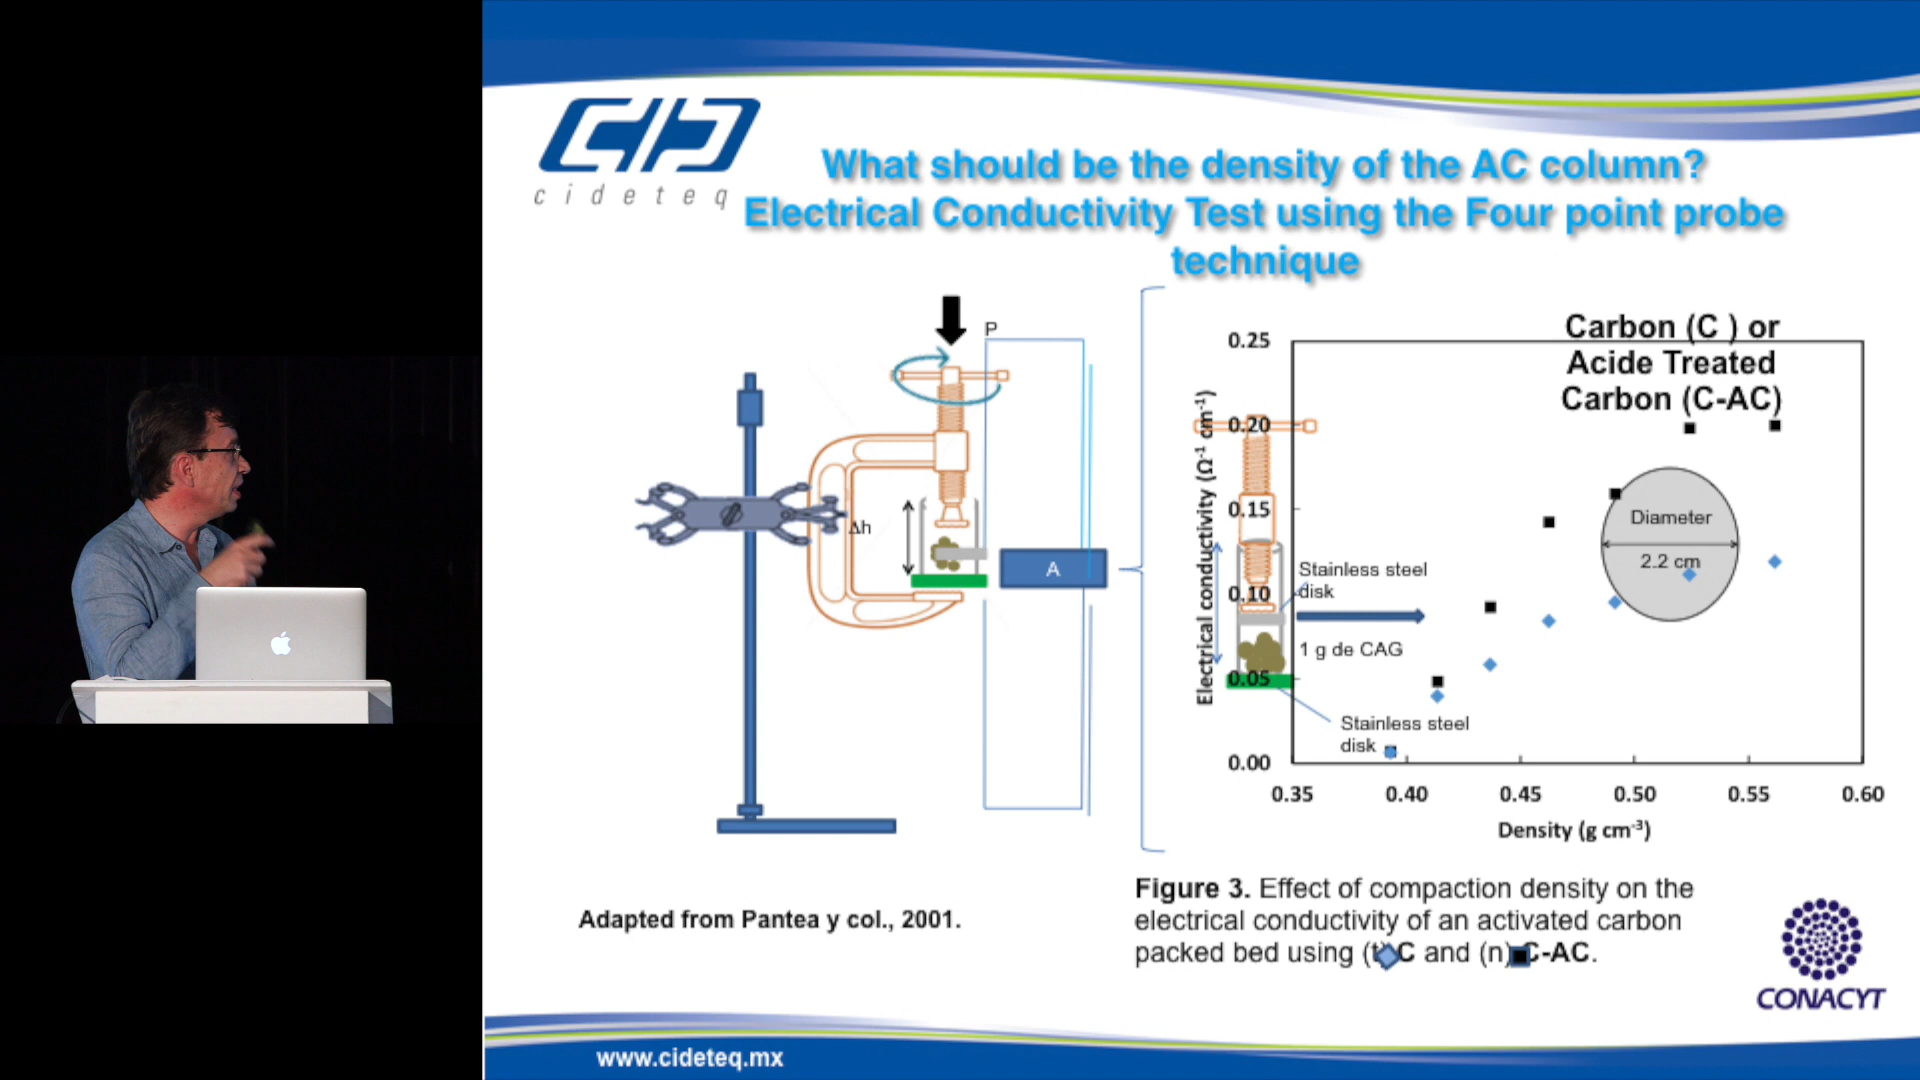 cideteq
What should be the density of the AC column?
Electrical Conductivity Test using the Four point probe
technique
P
Δh
A
Carbon (C ) or
Acide Treated
Carbon (C-AC)
0.25
0.20
0.15
0.10
0.05
0.00
Electrical conductivity (Ω-1 cm-1)
Diameter
2.2 cm
Stainless steel
disk
1 g de CAG
Stainless steel
disk
0.35 0.40 0.45 0.50 0.55 0.60
Density (g cm-3)
Adapted from Pantea y col., 2001.
Figure 3. Effect of compaction density on the
electrical conductivity of an activated carbon
packed bed using (t) C and (n) C-AC.
CONACYT
www.cideteq.mx